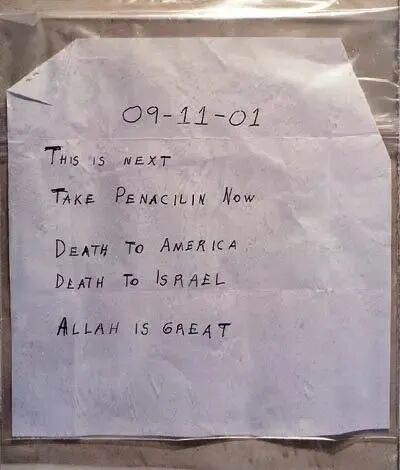 09-11-01
THIS IS NEXT
TAKE PENACILIN NOW
DEATH TO AMERICA
DEATH TO ISRAEL
ALLAH IS GREAT